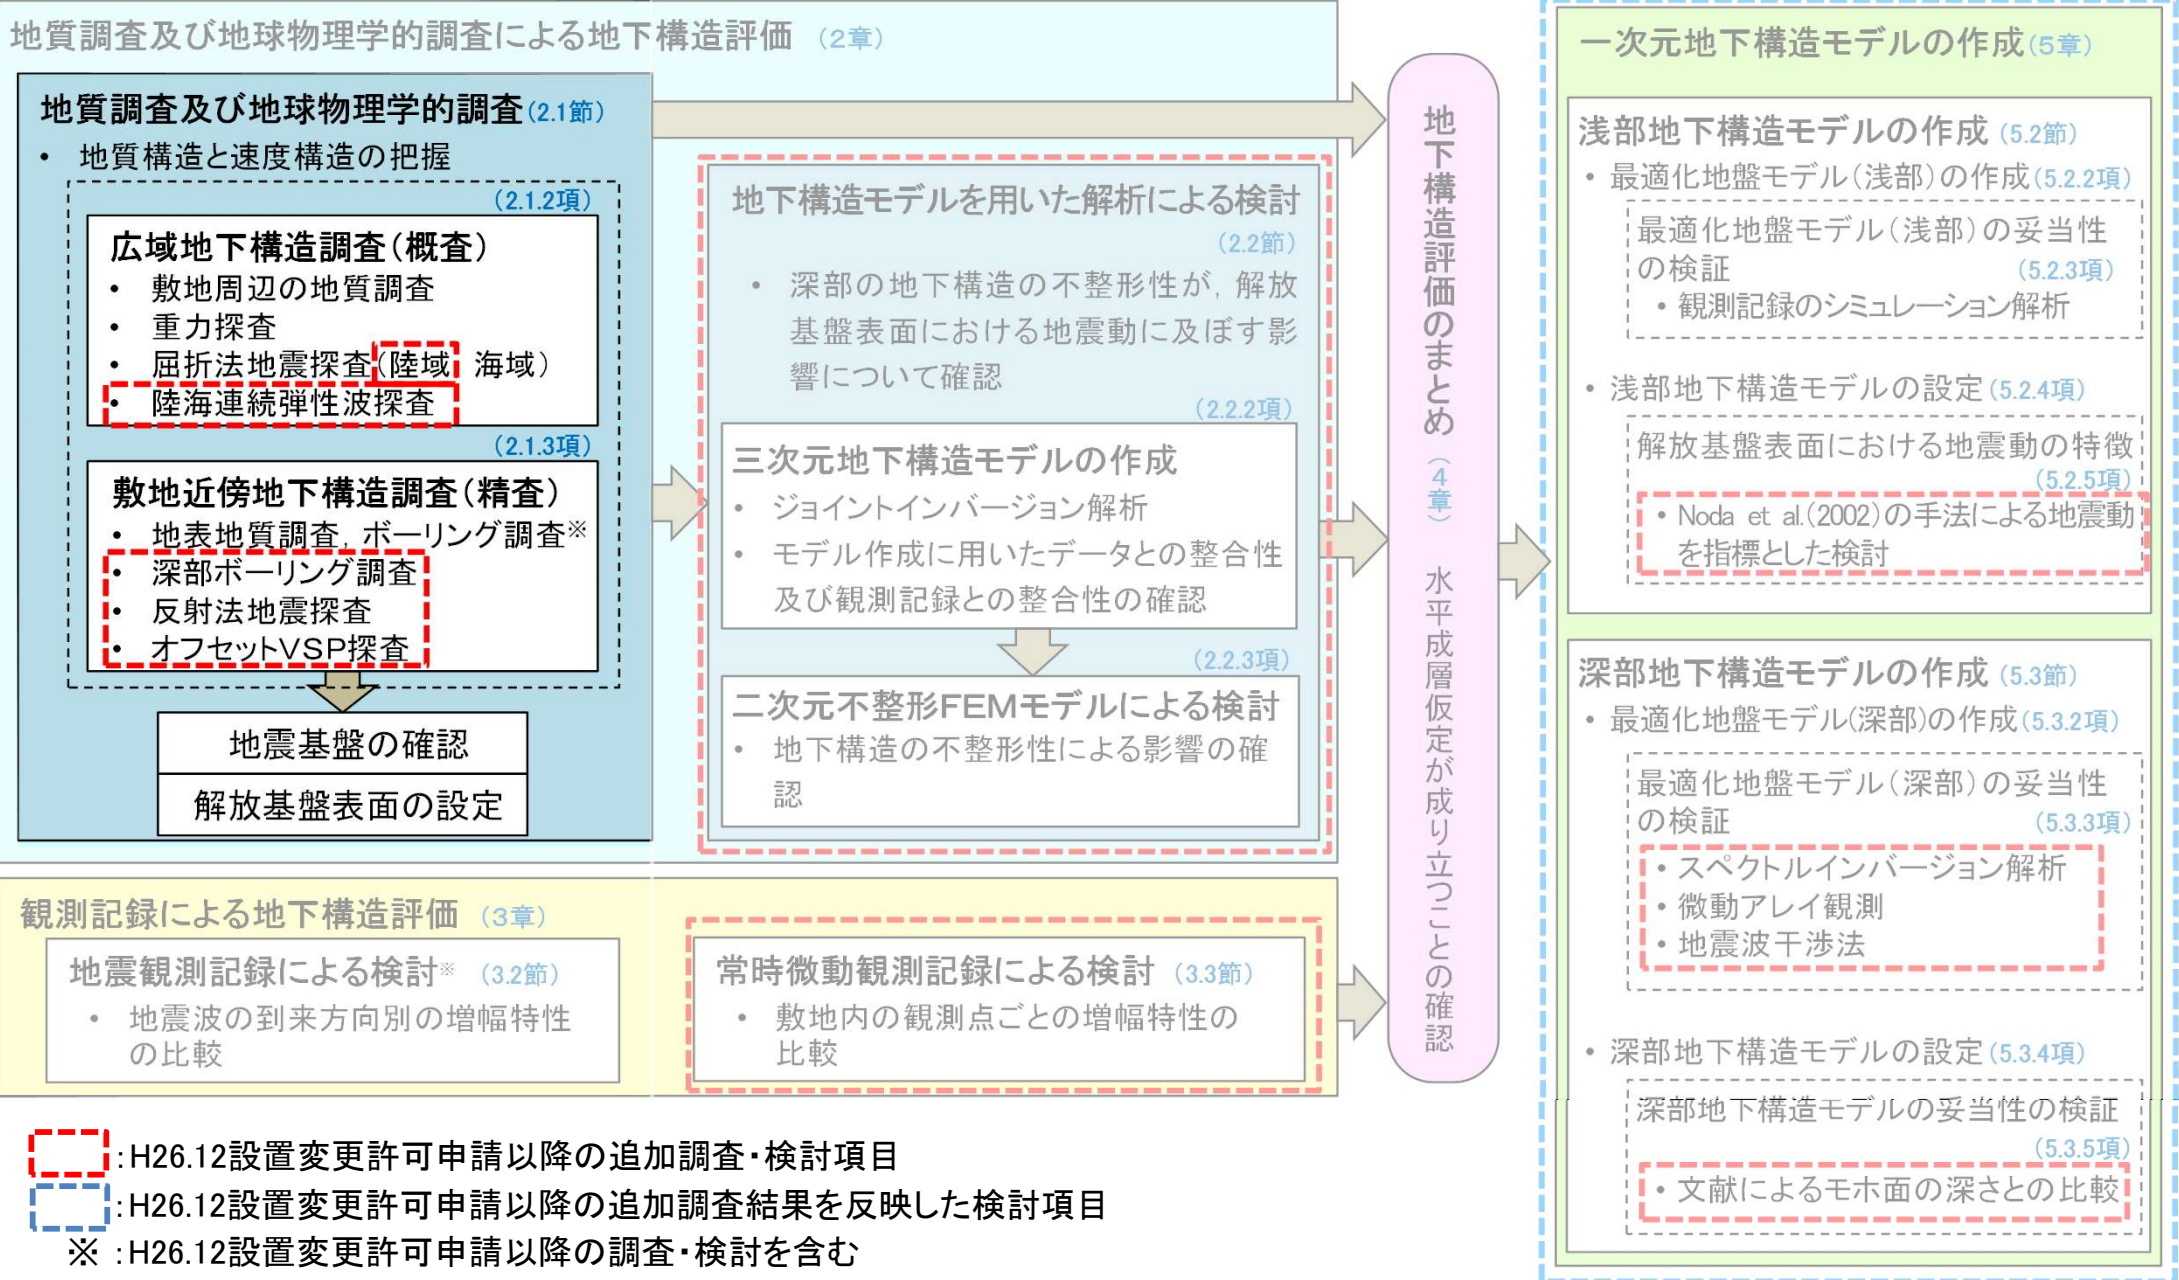 地質調査及び地球物理学的調査による地下構造評価 (2章)
地質調査及び地球物理学的調査(2.1節)
• 地質構造と速度構造の把握
(2.1.2項)
広域地下構造調査(概査)
• 敷地周辺の地質調査
• 重力探査
• 屈折法地震探査(陸域 海域)
• 陸海連続弾性波探査
(2.1.3項)
敷地近傍地下構造調査(精査)
• 地表地質調査, ボーリング調査※
• 深部ボーリング調査
• 反射法地震探査
• オフセットVSP探査
地震基盤の確認
解放基盤表面の設定
地下構造モデルを用いた解析による検討
(2.2節)
• 深部の地下構造の不整形性が, 解放
基盤表面における地震動に及ぼす影
響について確認
(2.2.2項)
三次元地下構造モデルの作成
• ジョイントインバージョン解析
• モデル作成に用いたデータとの整合性
及び観測記録との整合性の確認
(2.2.3項)
二次元不整形FEMモデルによる検討
• 地下構造の不整形性による影響の確
認
観測記録による地下構造評価 (3章)
地震観測記録による検討※ (3.2節)
• 地震波の到来方向別の増幅特性
の比較
常時微動観測記録による検討 (3.3節)
• 敷地内の観測点ごとの増幅特性の
比較
地下構造評価のまとめ (4章) 水平成層仮定が成り立つことの確認
一次元地下構造モデルの作成(5章)
浅部地下構造モデルの作成 (5.2節)
• 最適化地盤モデル(浅部)の作成(5.2.2項)
最適化地盤モデル(浅部)の妥当性
の検証 (5.2.3項)
• 観測記録のシミュレーション解析
• 浅部地下構造モデルの設定(5.2.4項)
解放基盤表面における地震動の特徴
(5.2.5項)
• Noda et al.(2002)の手法による地震動
を指標とした検討
深部地下構造モデルの作成 (5.3節)
• 最適化地盤モデル(深部)の作成(5.3.2項)
最適化地盤モデル(深部)の妥当性
の検証 (5.3.3項)
• スペクトルインバージョン解析
• 微動アレイ観測
• 地震波干渉法
• 深部地下構造モデルの設定(5.3.4項)
深部地下構造モデルの妥当性の検証
(5.3.5項)
• 文献によるモホ面の深さとの比較
:H26.12設置変更許可申請以降の追加調査・検討項目
:H26.12設置変更許可申請以降の追加調査結果を反映した検討項目
※ :H26.12設置変更許可申請以降の調査・検討を含む